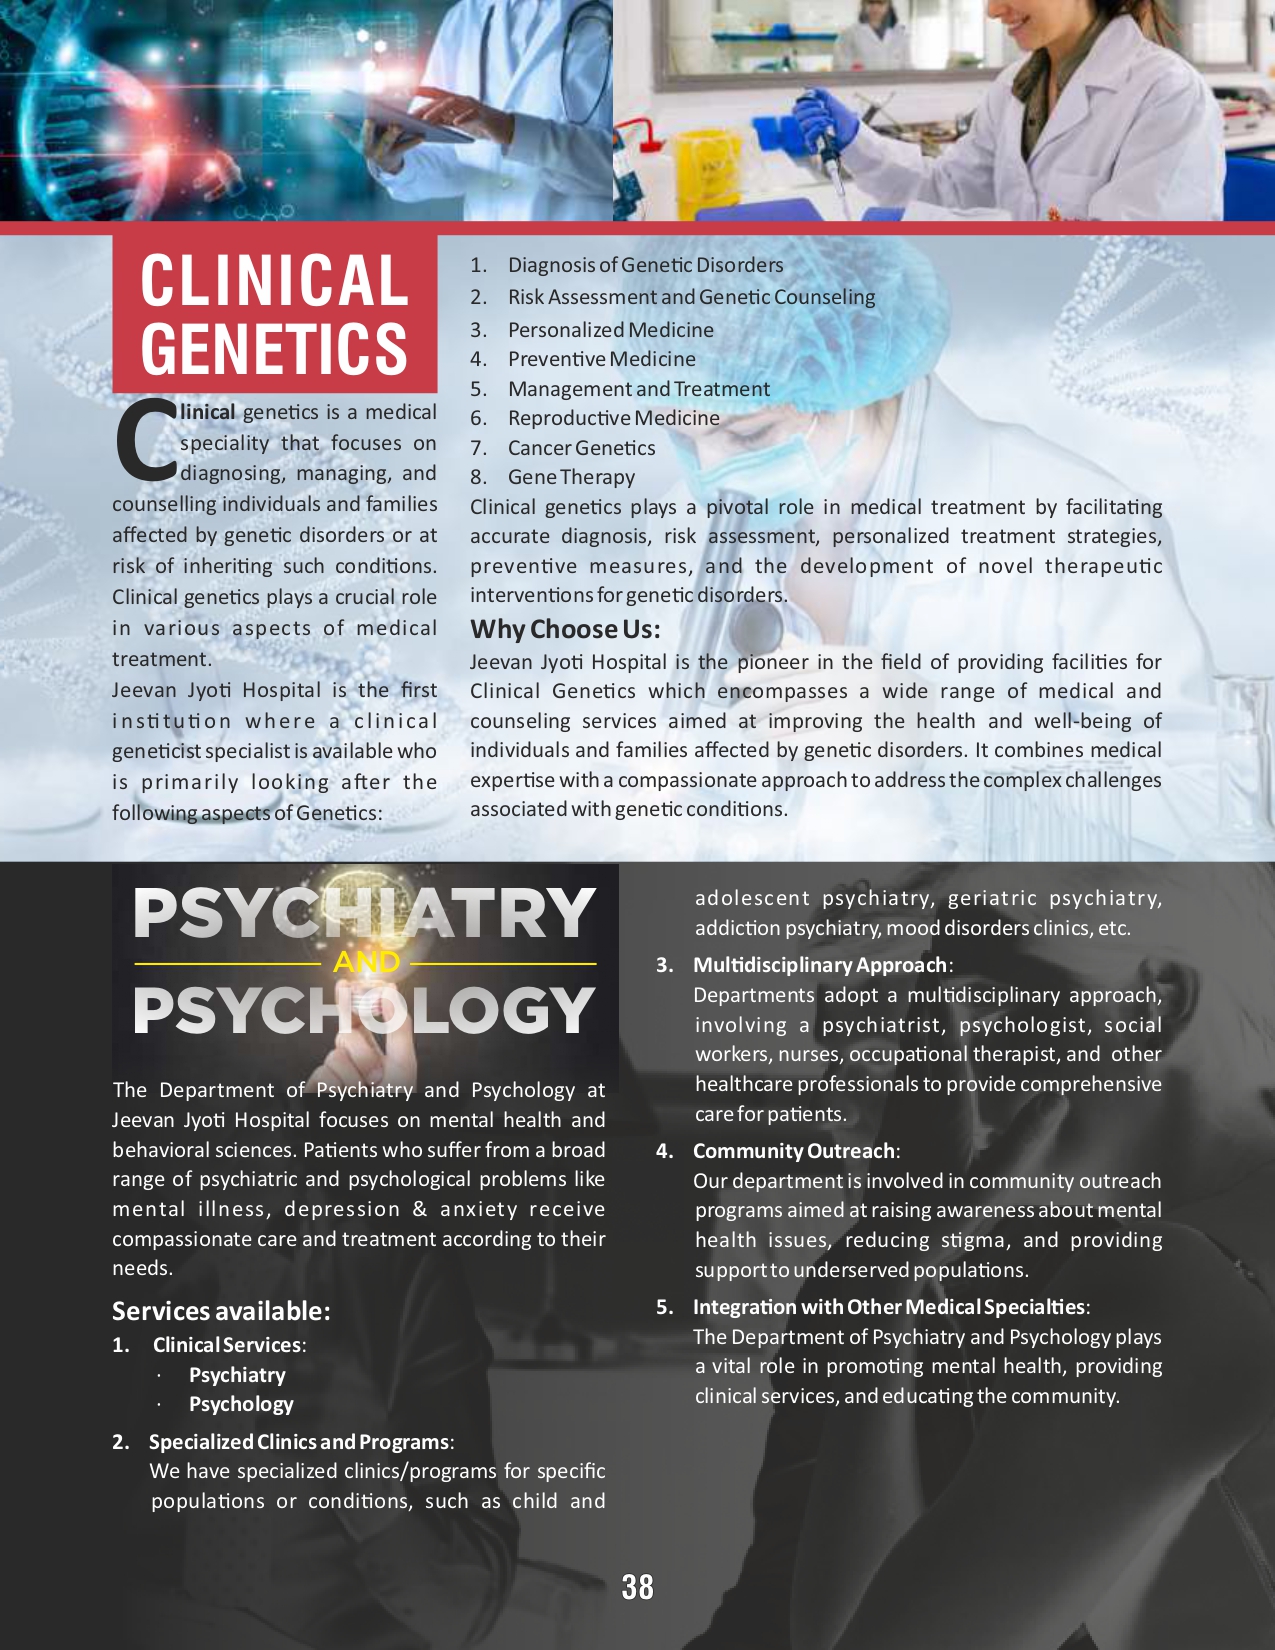 CLINICAL
GENETICS
Clinical genetics is a medical
speciality that focuses on
diagnosing, managing, and
counselling individuals and families
affected by genetic disorders or at
risk of inheriting such conditions.
Clinical genetics plays a crucial role
in various aspects of medical
treatment.
Jeevan Jyoti Hospital is the first
institution where a clinical
geneticist specialist is available who
is primarily looking after the
following aspects of Genetics:
1. Diagnosis of Genetic Disorders
2. Risk Assessment and Genetic Counseling
3. Personalized Medicine
4. Preventive Medicine
5. Management and Treatment
6. Reproductive Medicine
7. Cancer Genetics
8. Gene Therapy
Clinical genetics plays a pivotal role in medical treatment by facilitating
accurate diagnosis, risk assessment, personalized treatment strategies,
preventive measures, and the development of novel therapeutic
interventions for genetic disorders.
Why Choose Us:
Jeevan Jyoti Hospital is the pioneer in the field of providing facilities for
Clinical Genetics which encompasses a wide range of medical and
counseling services aimed at improving the health and well-being of
individuals and families affected by genetic disorders. It combines medical
expertise with a compassionate approach to address the complex challenges
associated with genetic conditions.
PSYCHIATRY
AND
PSYCHOLOGY
The Department of Psychiatry and Psychology at
Jeevan Jyoti Hospital focuses on mental health and
behavioral sciences. Patients who suffer from a broad
range of psychiatric and psychological problems like
mental illness, depression & anxiety receive
compassionate care and treatment according to their
needs.
Services available:
1. Clinical Services:
· Psychiatry
· Psychology
2. Specialized Clinics and Programs:
We have specialized clinics/programs for specific
populations or conditions, such as child and
adolescent psychiatry, geriatric psychiatry,
addiction psychiatry, mood disorders clinics, etc.
3. Multidisciplinary Approach:
Departments adopt a multidisciplinary approach,
involving a psychiatrist, psychologist, social
workers, nurses, occupational therapist, and other
healthcare professionals to provide comprehensive
care for patients.
4. Community Outreach:
Our department is involved in community outreach
programs aimed at raising awareness about mental
health issues, reducing stigma, and providing
support to underserved populations.
5. Integration with Other Medical Specialties:
The Department of Psychiatry and Psychology plays
a vital role in promoting mental health, providing
clinical services, and educating the community.
38